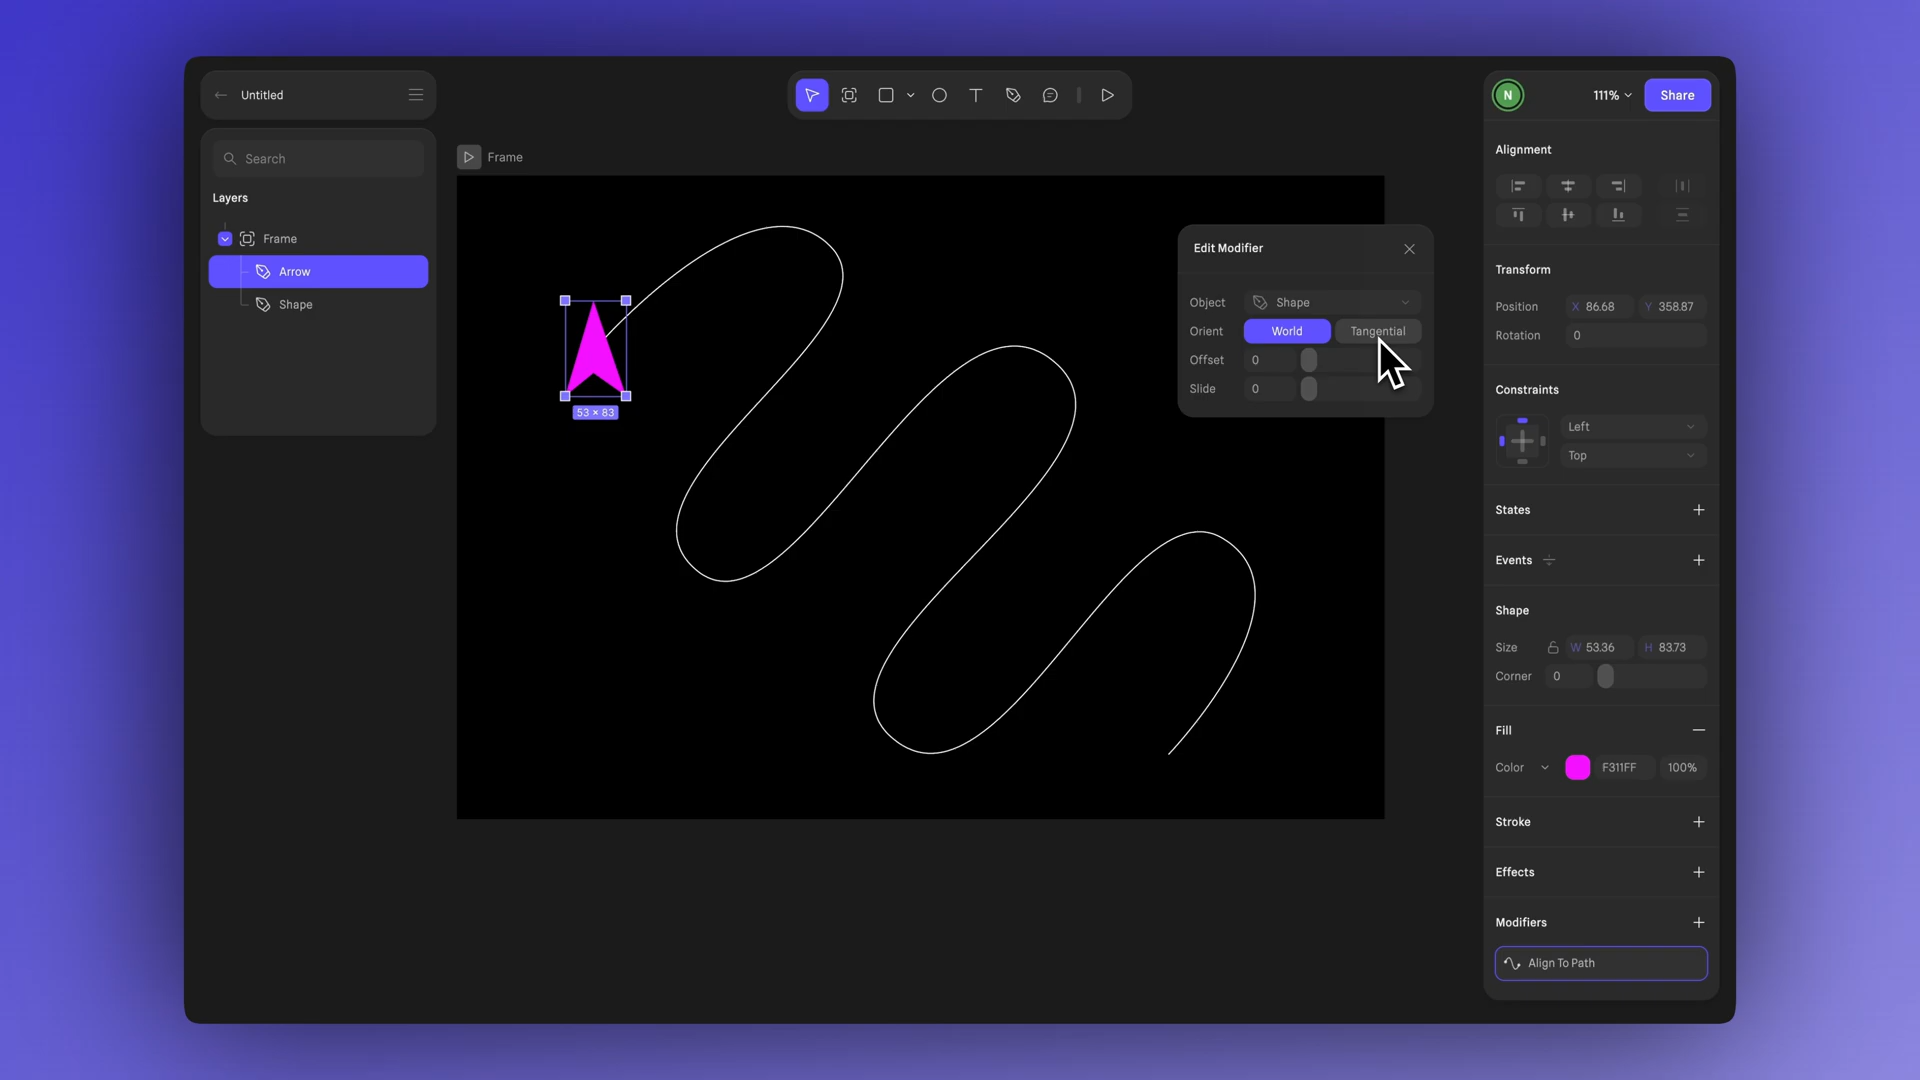 Untitled
N
111%
Share
Search
Layers
Frame
Arrow
Shape
Frame
53 × 83
Edit Modifier
Object
Shape
Orient
World
Tangential
Offset
0
Slide
0
Alignment
Transform
Position
X 86.68
Y 358.87
Rotation
0
Constraints
Left
Top
States
Events
Shape
Size
W 53.36
H 83.73
Corner
0
Fill
Color
F311FF
100%
Stroke
Effects
Modifiers
Align To Path